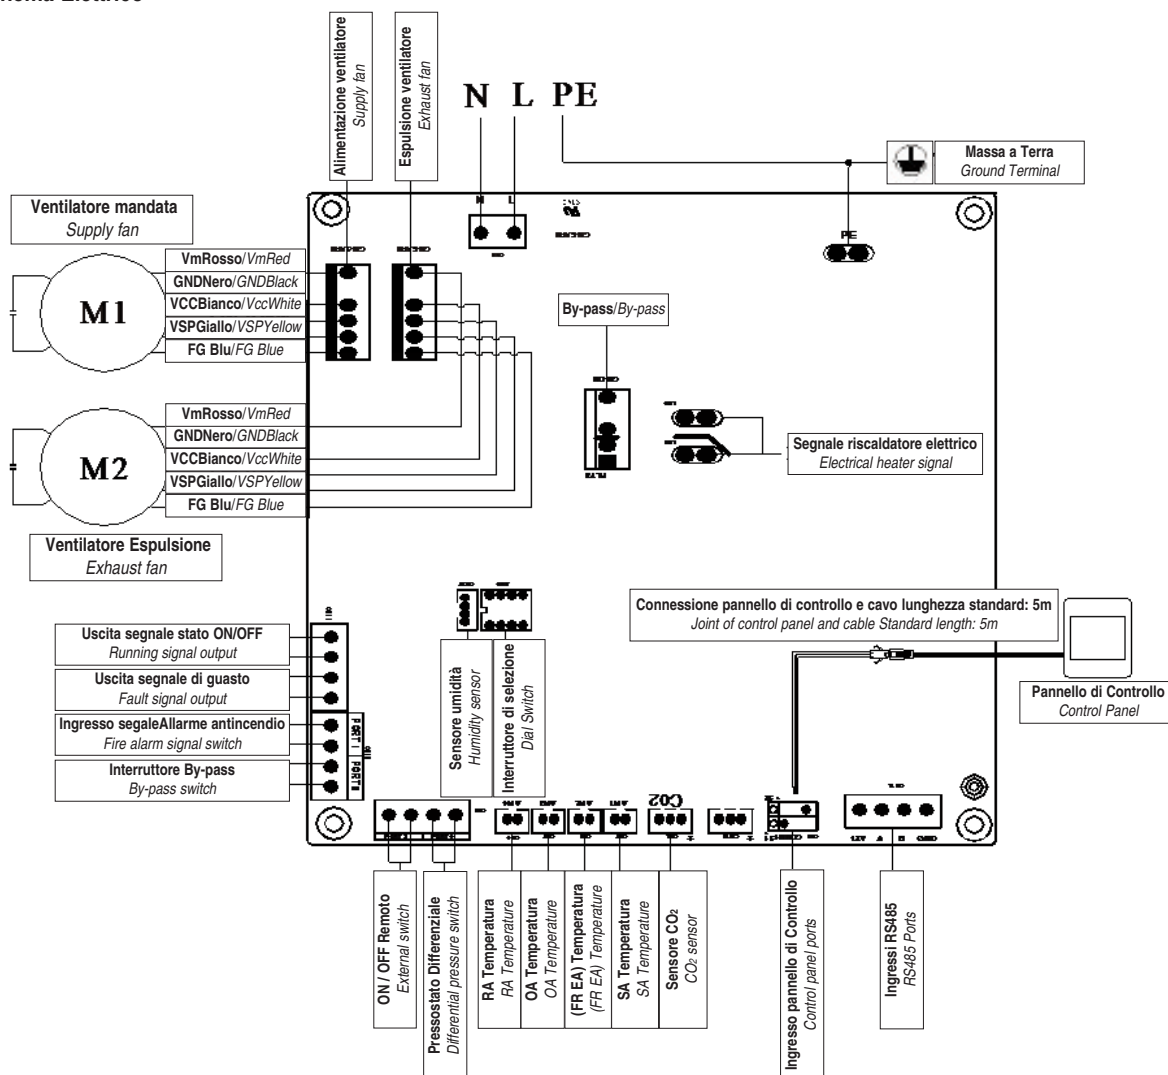 Alimentazione ventilatore
Supply fan
Espulsione ventilatore
Exhaust fan
N L PE
Massa a Terra
Ground Terminal
N L
PE
Ventilatore mandata
Supply fan
M1
VmRosso/VmRed
GNDNero/GNDBlack
VCCBianco/VccWhite
VSPGiallo/VSPYellow
FG Blu/FG Blue
By-pass/By-pass
M2
VmRosso/VmRed
GNDNero/GNDBlack
VCCBianco/VccWhite
VSPGiallo/VSPYellow
FG Blu/FG Blue
Segnale riscaldatore elettrico
Electrical heater signal
Ventilatore Espulsione
Exhaust fan
Connessione pannello di controllo e cavo lunghezza standard: 5m
Joint of control panel and cable Standard length: 5m
Pannello di Controllo
Control Panel
Uscita segnale stato ON/OFF
Running signal output
Uscita segnale di guasto
Fault signal output
Ingresso segaleAllarme antincendio
Fire alarm signal switch
Interruttore By-pass
By-pass switch
PORT I
PORT II
Sensore umidità
Humidity sensor
Interruttore di selezione
Dial Switch
CO2
12V A B GND
ON / OFF Remoto
External switch
Pressostato Differenziale
Differential pressure switch
RA Temperatura
RA Temperature
OA Temperatura
OA Temperature
(FR EA) Temperatura
(FR EA) Temperature
SA Temperatura
SA Temperature
Sensore CO₂
CO₂ sensor
Ingresso pannello di Controllo
Control panel ports
Ingressi RS485
RS485 Ports